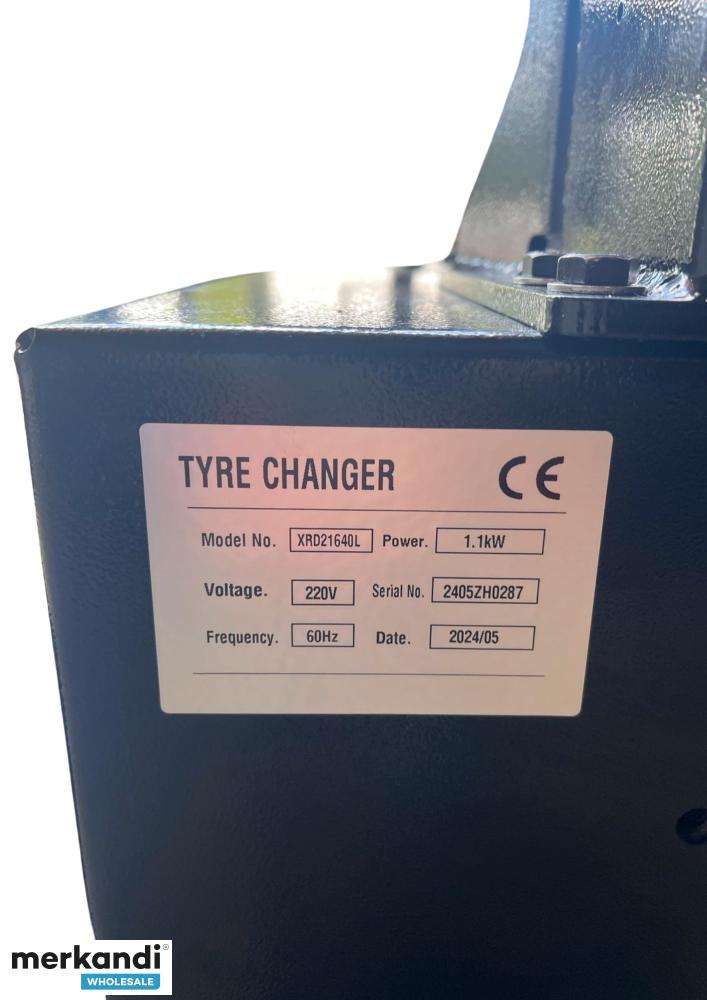 TYRE CHANGER CE
Model No. XRD21640L Power. 1.1kW
Voltage. 220V Serial No. 2405ZH0287
Frequency. 60Hz Date. 2024/05
merkandi®
WHOLESALE